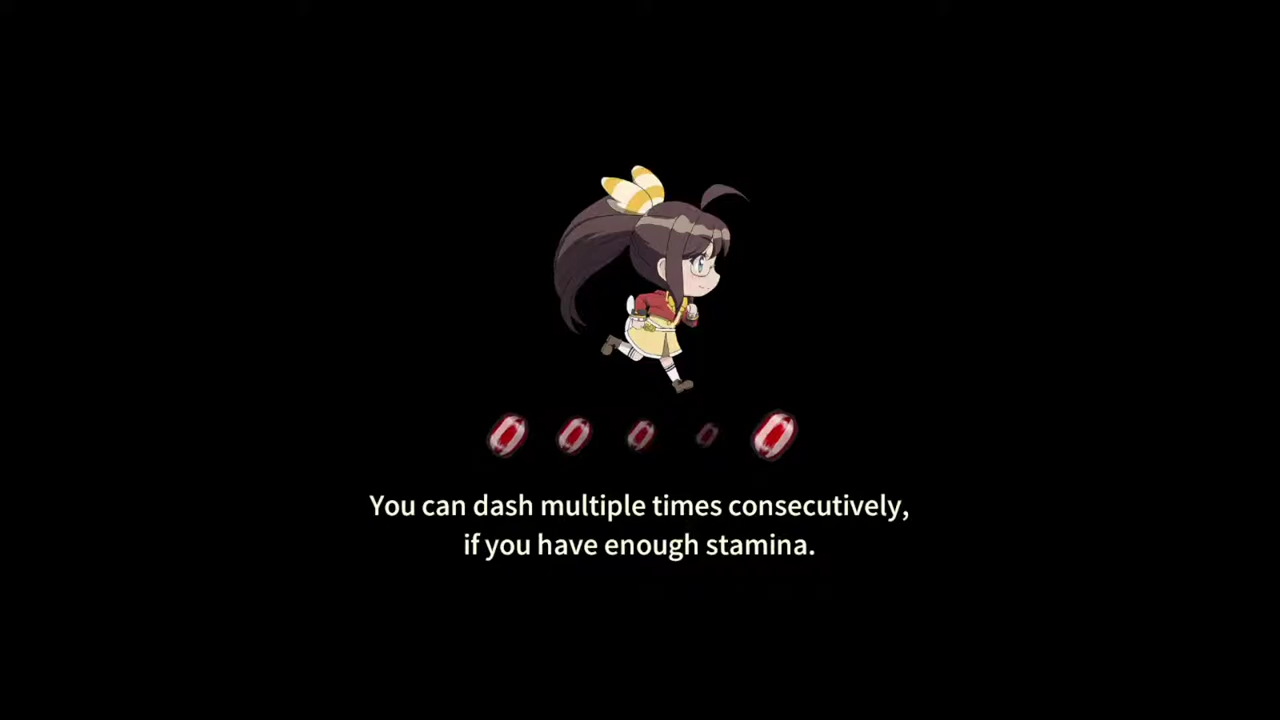 You can dash multiple times consecutively,
if you have enough stamina.